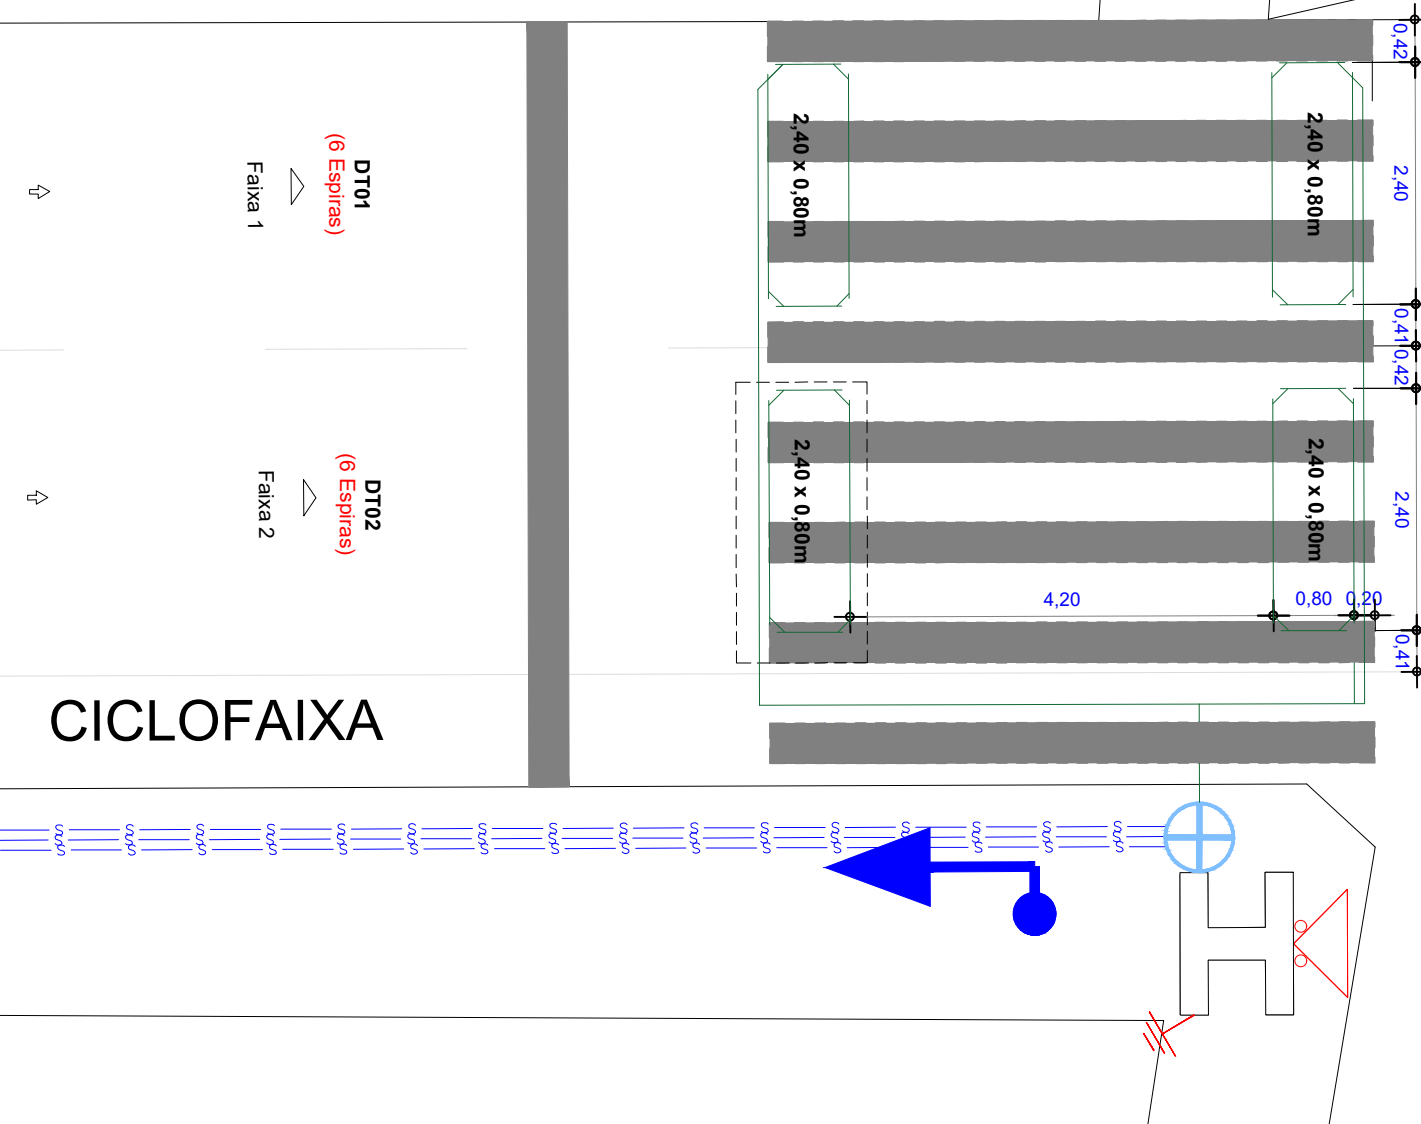 DT01
(6 Espiras)
Faixa 1
2,40 x 0,80m
2,40 x 0,80m
0,42
2,40
0,41
0,42
DT02
(6 Espiras)
Faixa 2
2,40 x 0,80m
2,40 x 0,80m
2,40
4,20
0,80
0,20
0,41
CICLOFAIXA